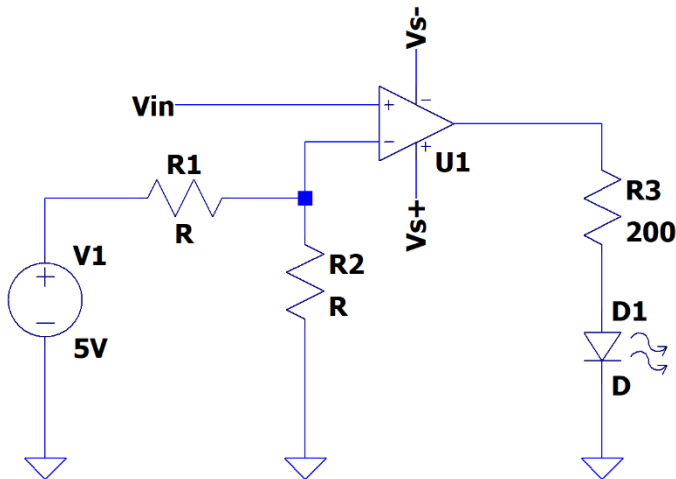 Vs-
Vin
+
−
−
+
U1
Vs+
R1
R
V1
+
−
5V
R2
R
R3
200
D1
D